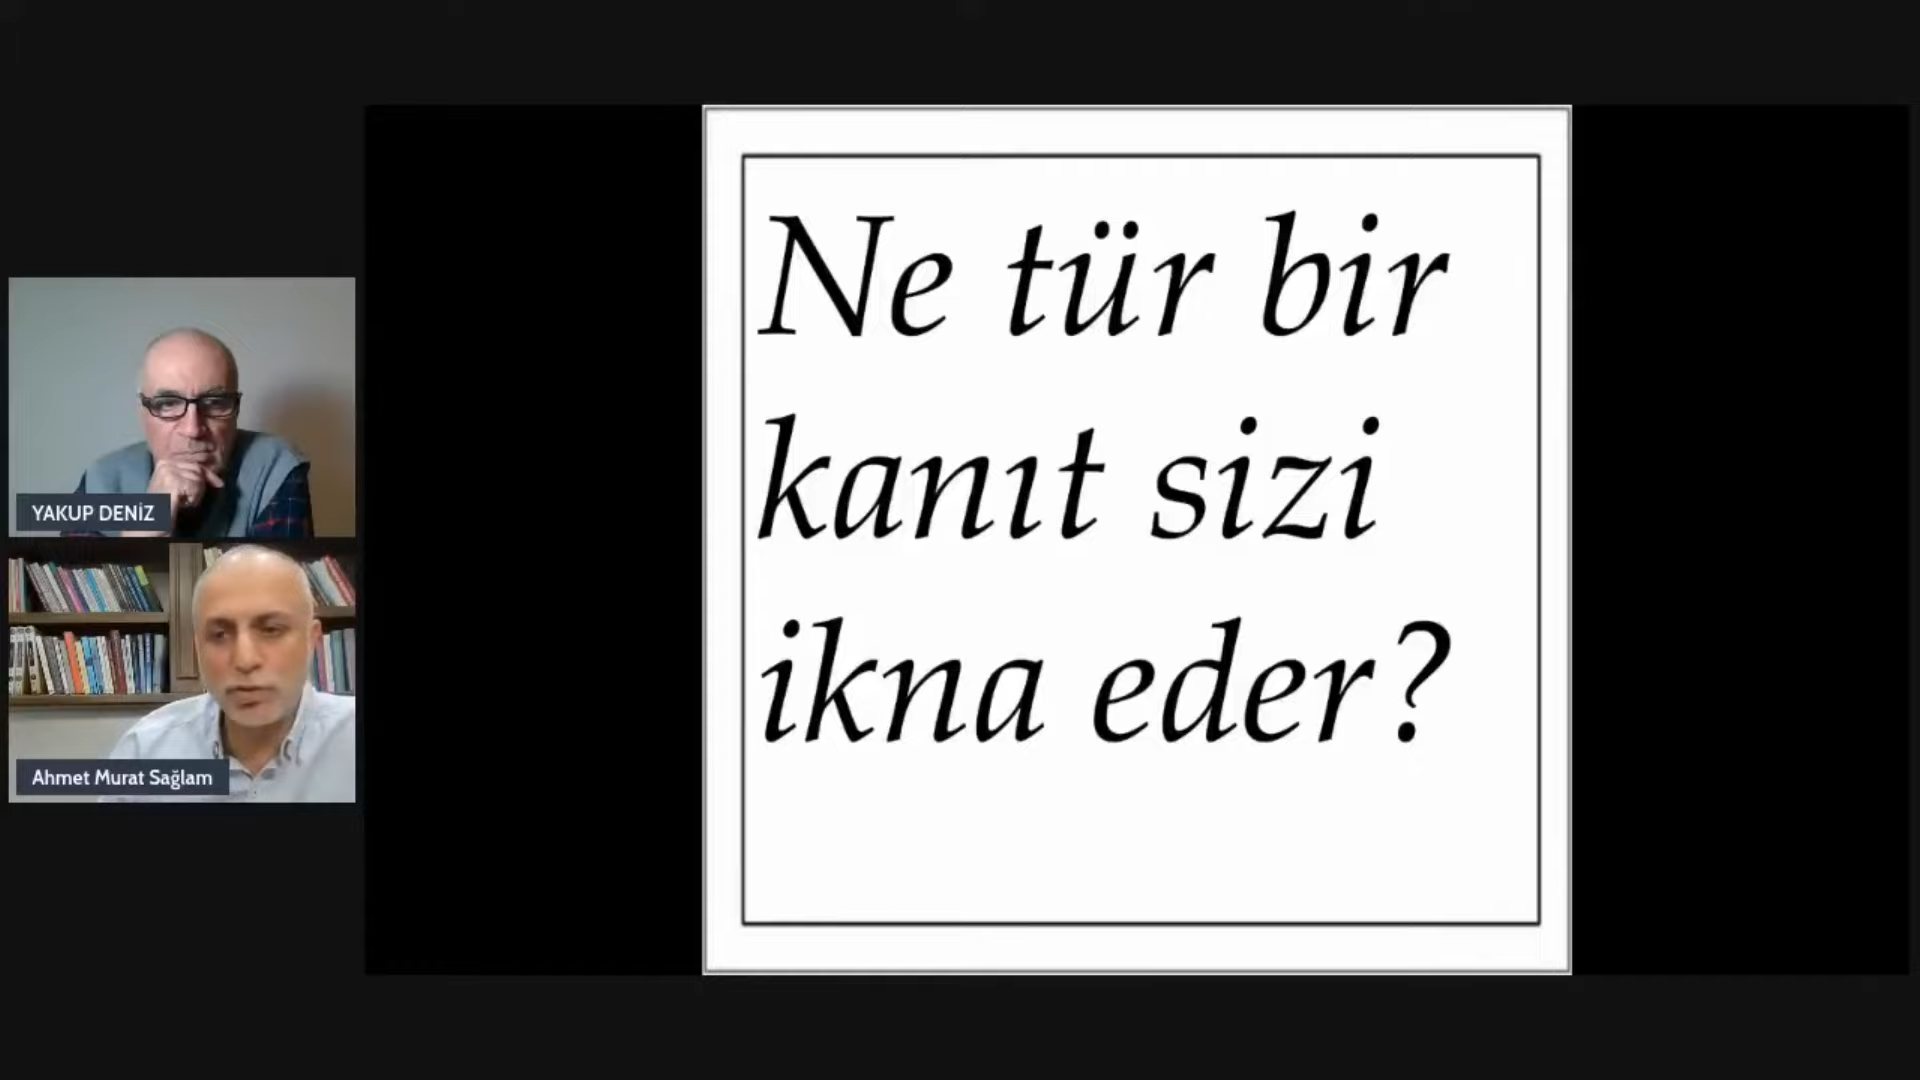 YAKUP DENİZ
Ahmet Murat Sağlam
Ne tür bir
kanıt sizi
ikna eder?